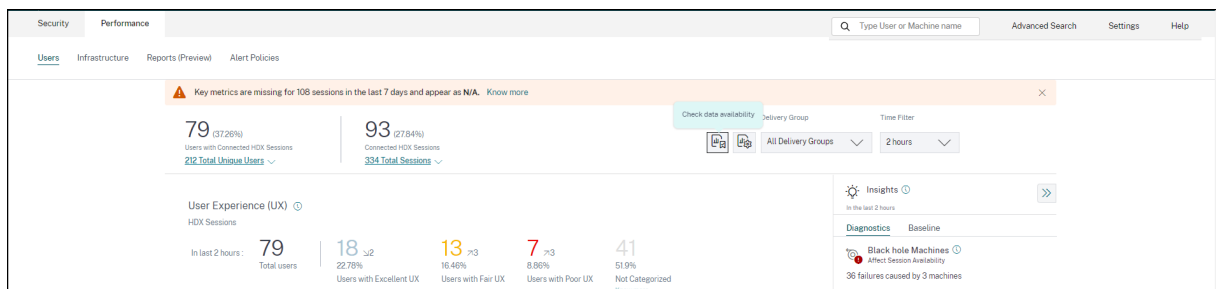 Security Performance Type User or Machine name Advanced Search Settings Help
Users Infrastructure Reports (Preview) Alert Policies
Key metrics are missing for 108 sessions in the last 7 days and appear as N/A. Know more
Check data availability Delivery Group Time Filter
79 (37.26%)
Users with Connected HDX Sessions
212 Total Unique Users
93 (27.84%)
Connected HDX Sessions
334 Total Sessions
All Delivery Groups 2 hours
User Experience (UX)
HDX Sessions
In last 2 hours :
79
Total users
18 2
22.78%
Users with Excellent UX
13 3
16.46%
Users with Fair UX
7 3
8.86%
Users with Poor UX
41
51.9%
Not Categorized
Insights
In the last 2 hours
Diagnostics Baseline
Black hole Machines
Affect Session Availability
36 failures caused by 3 machines